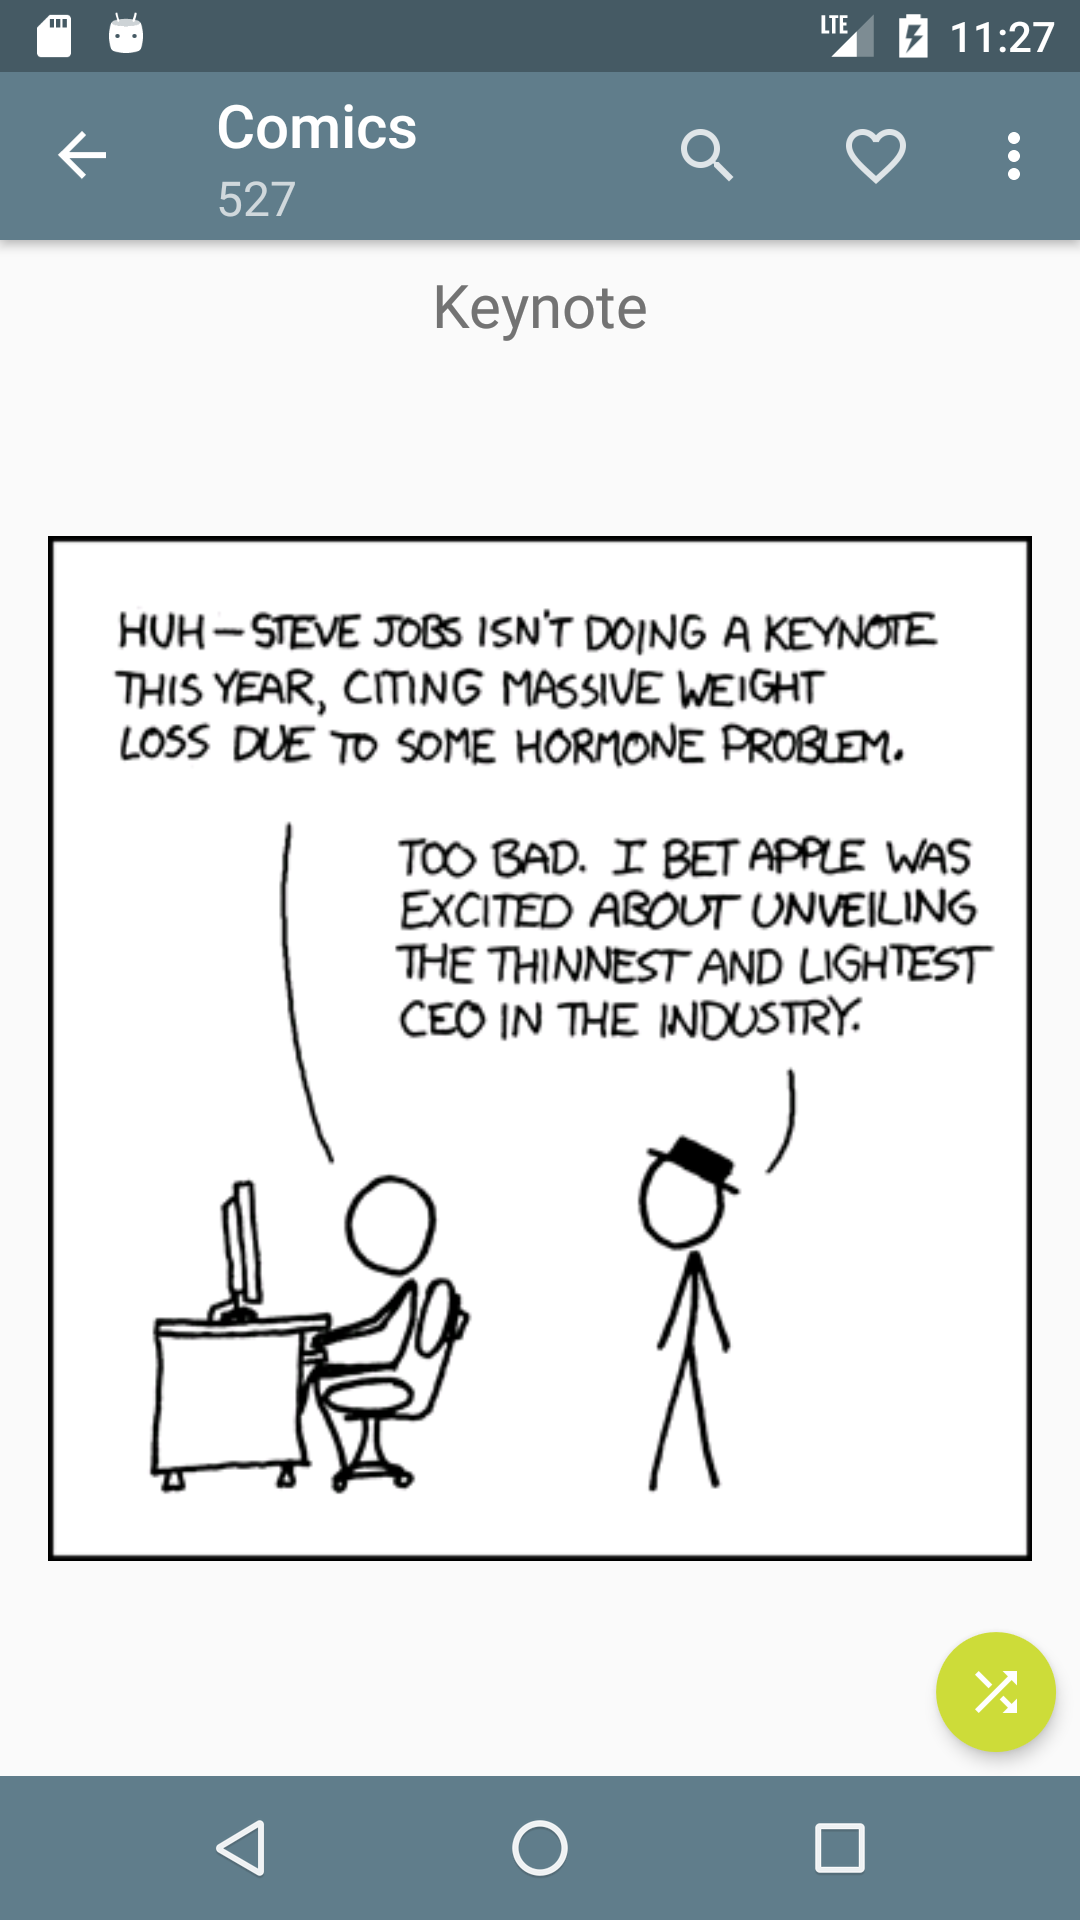 LTE 11:27
Comics
527
Keynote
HUH—STEVE JOBS ISN'T DOING A KEYNOTE
THIS YEAR, CITING MASSIVE WEIGHT
LOSS DUE TO SOME HORMONE PROBLEM.
TOO BAD. I BET APPLE WAS
EXCITED ABOUT UNVEILING
THE THINNEST AND LIGHTEST
CEO IN THE INDUSTRY.